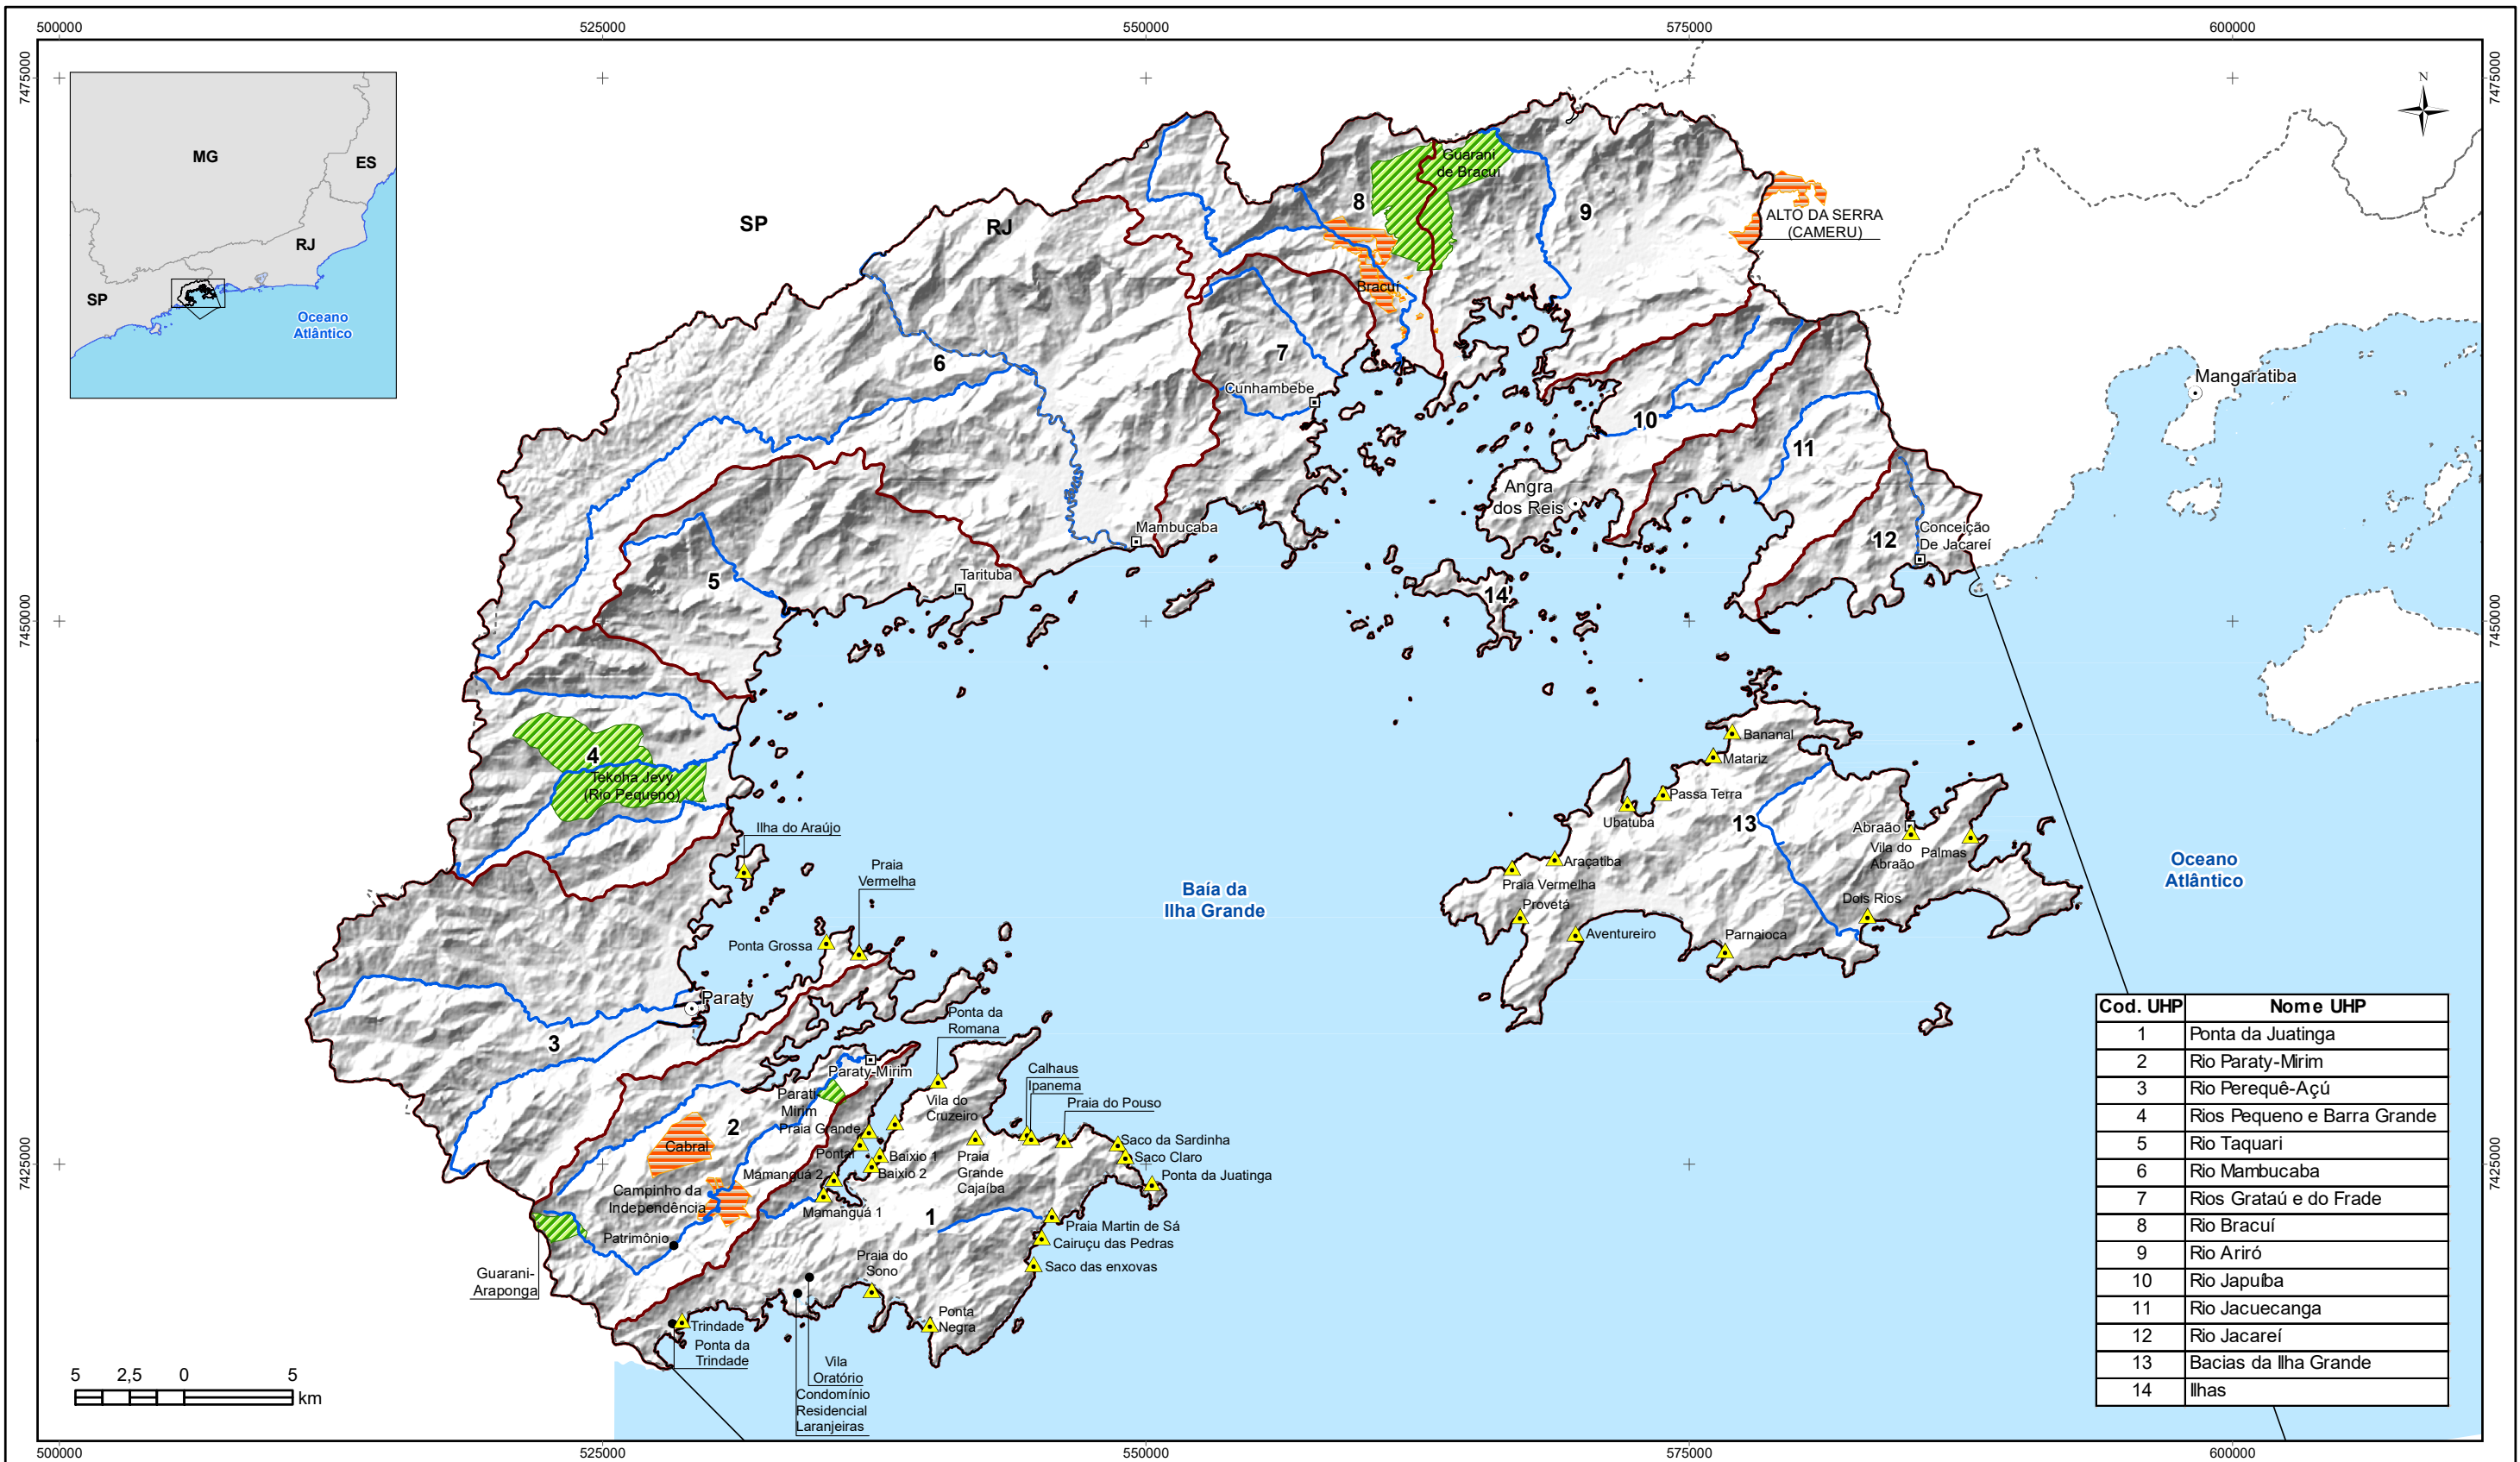 500000
525000
550000
575000
600000
7475000
7475000
N
MG
ES
RJ
SP
Oceano
Atlântico
SP
RJ
Guarani
de Bracuí
8
9
ALTO DA SERRA
(CAMERU)
Bracuí
6
7
Cunhambebe
Mangaratiba
10
11
Angra
dos Reis
Mambucaba
12
Conceição
De Jacareí
5
Tarituba
14
7450000
7450000
Bananal
4
Matariz
Tekoha Jevy
(Rio Pequeno)
Passa Terra
Ubatuba
13
Ilha do Araújo
Abraão
Vila do
Abraão
Palmas
Praia
Vermelha
Araçatiba
Praia Vermelha
Baía da
Ilha Grande
Oceano
Atlântico
Provetá
Dois Rios
Ponta Grossa
Aventureiro
Parnaioca
Paraty
Ponta da
Romana
3
Paraty-Mirim
Calhaus
Ipanema
Parati-
Mirim
Vila do
Cruzeiro
Praia do Pouso
2
Praia Grande
Cabral
Pontal
Baixio 1
Baixio 2
Praia
Grande
Cajaíba
Saco da Sardinha
Saco Claro
Mamanguá 2
Ponta da Juatinga
Campinho da
Independência
Mamanguá 1
1
Praia Martin de Sá
Patrimônio
Cairuçu das Pedras
Praia do
Sono
Saco das enxovas
Guarani-
Araponga
Ponta
Negra
Trindade
Ponta da
Trindade
Vila
Oratório
Condomínio
Residencial
Laranjeiras
7425000
7425000
5 2,5 0 5
km
Cod. UHP Nome UHP
1 Ponta da Juatinga
2 Rio Paraty-Mirim
3 Rio Perequê-Açú
4 Rios Pequeno e Barra Grande
5 Rio Taquari
6 Rio Mambucaba
7 Rios Grataú e do Frade
8 Rio Bracuí
9 Rio Ariró
10 Rio Japuíba
11 Rio Jacuecanga
12 Rio Jacareí
13 Bacias da Ilha Grande
14 Ilhas
500000
525000
550000
575000
600000